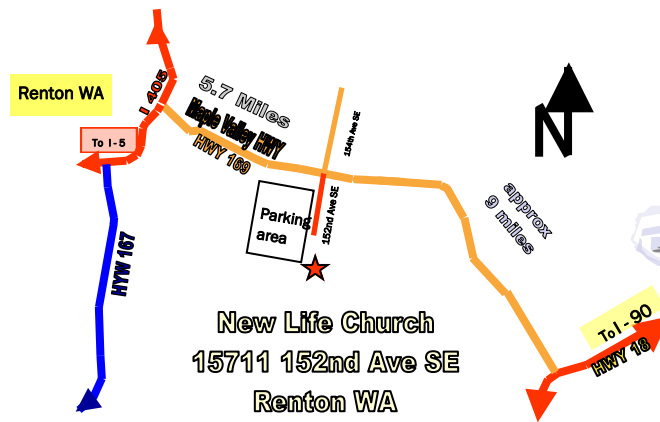 Renton WA
I 405
To I-5
5.7 Miles
Maple Valley HWY
HWY 169
154th Ave SE
152nd Ave SE
Parking
area
HYW 167
approx
9 miles
N
To I - 90
HWY 18
New Life Church
15711 152nd Ave SE
Renton WA